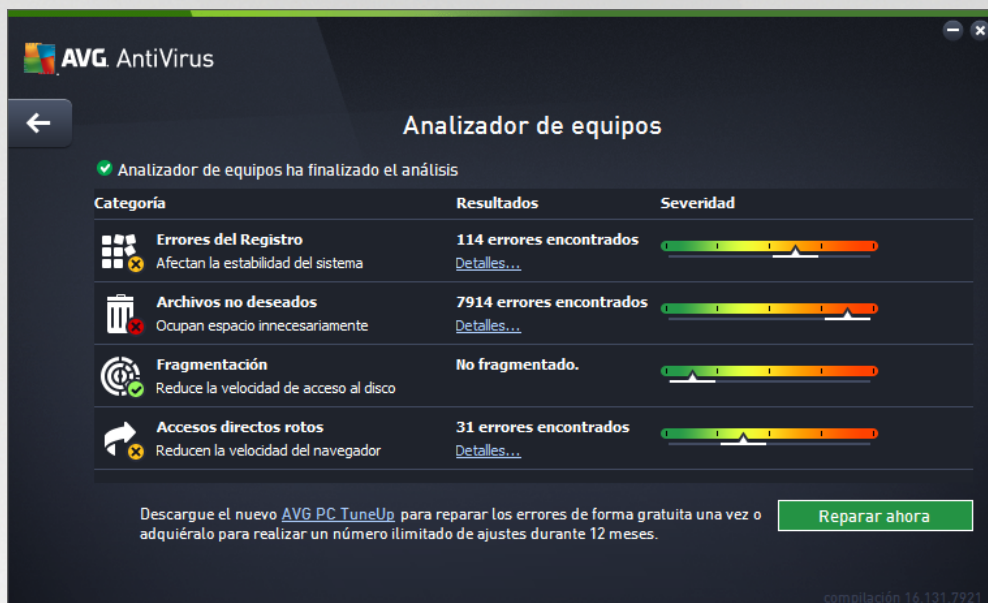 AVG. AntiVirus
Analizador de equipos
Analizador de equipos ha finalizado el análisis
Categoría Resultados Severidad
Errores del Registro 114 errores encontrados
Afectan la estabilidad del sistema Detalles...
Archivos no deseados 7914 errores encontrados
Ocupan espacio innecesariamente Detalles...
Fragmentación No fragmentado.
Reduce la velocidad de acceso al disco
Accesos directos rotos 31 errores encontrados
Reducen la velocidad del navegador Detalles...
Descargue el nuevo AVG PC TuneUp para reparar los errores de forma gratuita una vez o
adquiéralo para realizar un número ilimitado de ajustes durante 12 meses.
Reparar ahora
compilación 16.131.7921